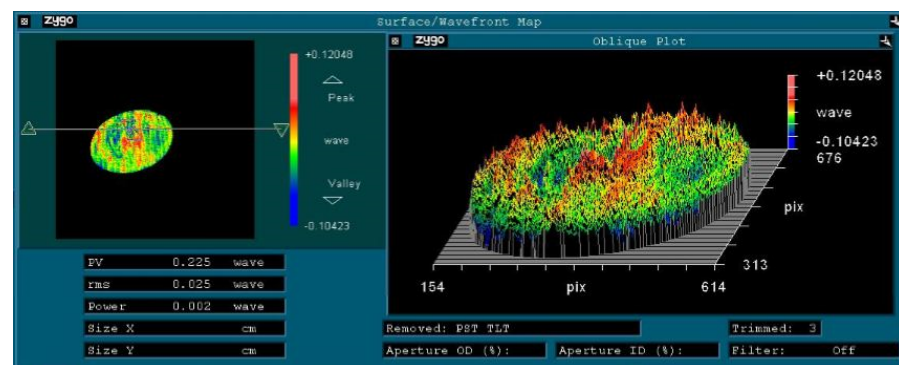 zygo Surface/Wavefront Map
zygo Oblique Plot
+0.12048
Peak
wave
Valley
-0.10423
+0.12048
wave
-0.10423
676
pix
313
154 pix 614
PV 0.225 wave
rms 0.025 wave
Power 0.002 wave
Size X cm
Size Y cm
Removed: PST TLT
Trimmed: 3
Aperture OD (%):
Aperture ID (%):
Filter: Off